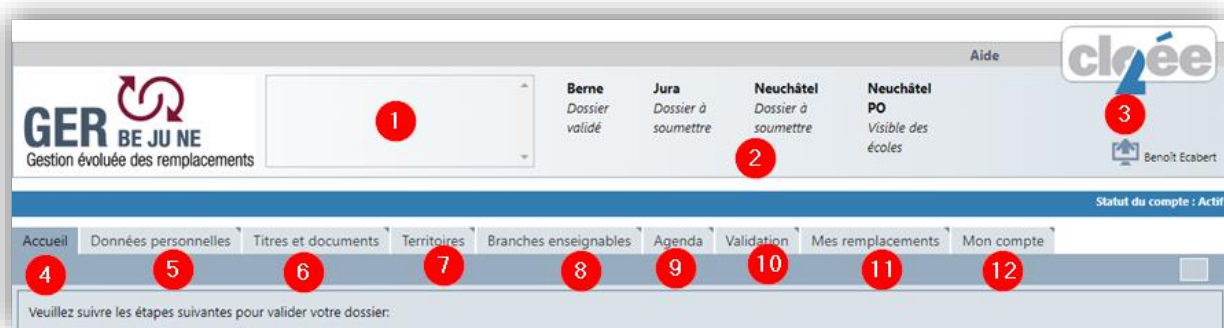 Aide
cloée
2
GER BE JU NE
Gestion évoluée des remplacements
1
Berne
Dossier
validé
Jura
Dossier à
soumettre
Neuchâtel
Dossier à
soumettre
2
Neuchâtel
PO
Visible des
écoles
3
Benoît Ecabert
Statut du compte : Actif
Accueil Données personnelles Titres et documents Territoires Branches enseignables Agenda Validation Mes remplacements Mon compte
4 5 6 7 8 9 10 11 12
Veuillez suivre les étapes suivantes pour valider votre dossier: